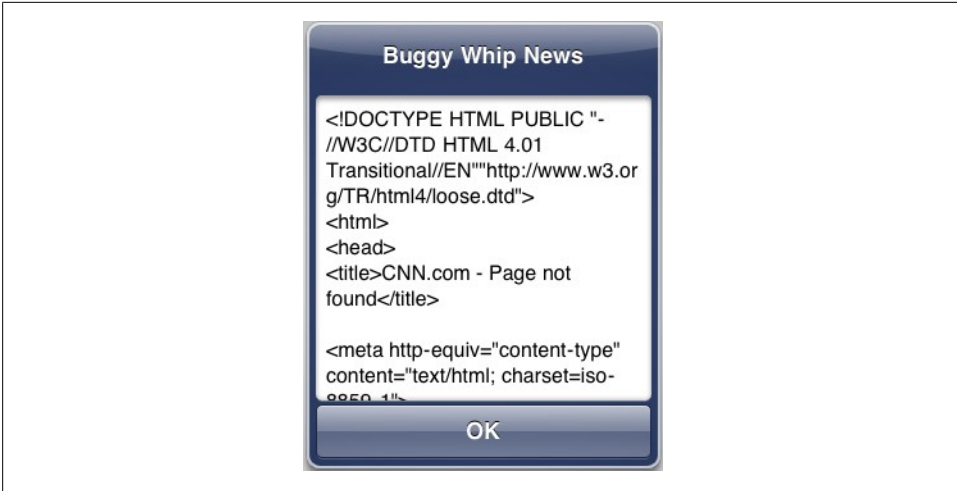 Buggy Whip News
<!DOCTYPE HTML PUBLIC "-
//W3C//DTD HTML 4.01
Transitional//EN""http://www.w3.or
g/TR/html4/loose.dtd">
<html>
<head>
<title>CNN.com - Page not
found</title>
<meta http-equiv="content-type"
content="text/html; charset=iso-
8859-1">
OK